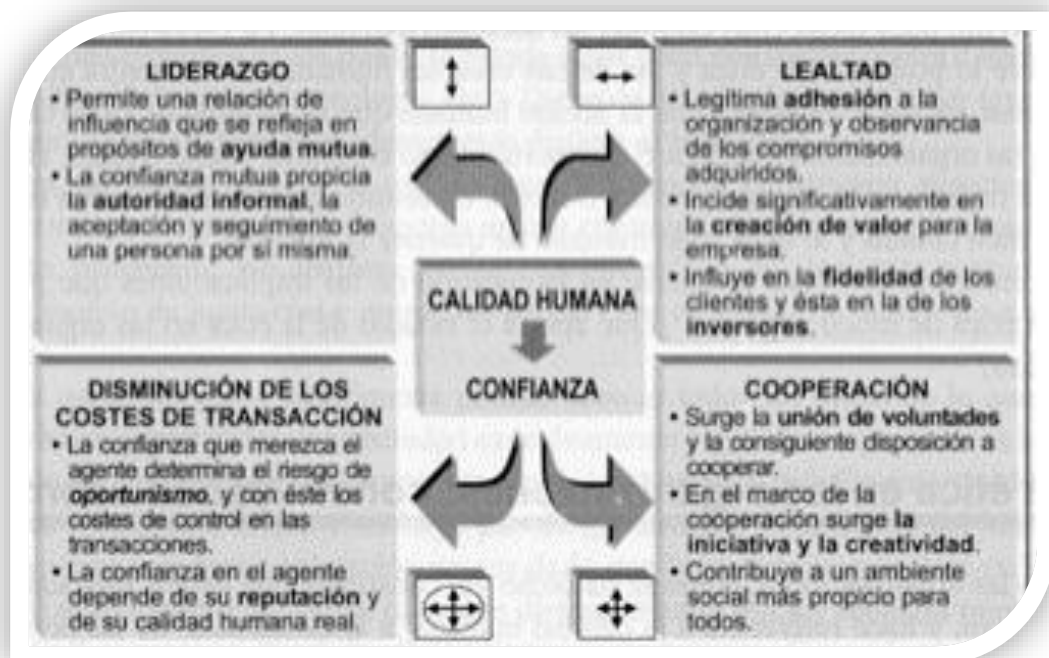 LIDERAZGO
• Permite una relación de
influencia que se refleja en
propósitos de ayuda mutua.
• La confianza mutua propicia
la autoridad informal, la
aceptación y seguimiento de
una persona por sí misma.
LEALTAD
• Legítima adhesión a la
organización y observancia
de los compromisos
adquiridos.
• Incide significativamente en
la creación de valor para la
empresa.
• Influye en la fidelidad de los
clientes y ésta en la de los
inversores.
CALIDAD HUMANA
CONFIANZA
DISMINUCIÓN DE LOS
COSTES DE TRANSACCIÓN
• La confianza que merezca el
agente determina el riesgo de
oportunismo, y con éste los
costes de control en las
transacciones.
• La confianza en el agente
depende de su reputación y
de su calidad humana real.
COOPERACIÓN
• Surge la unión de voluntades
y la consiguiente disposición a
cooperar.
• En el marco de la
cooperación surge la
iniciativa y la creatividad.
• Contribuye a un ambiente
social más propicio para
todos.